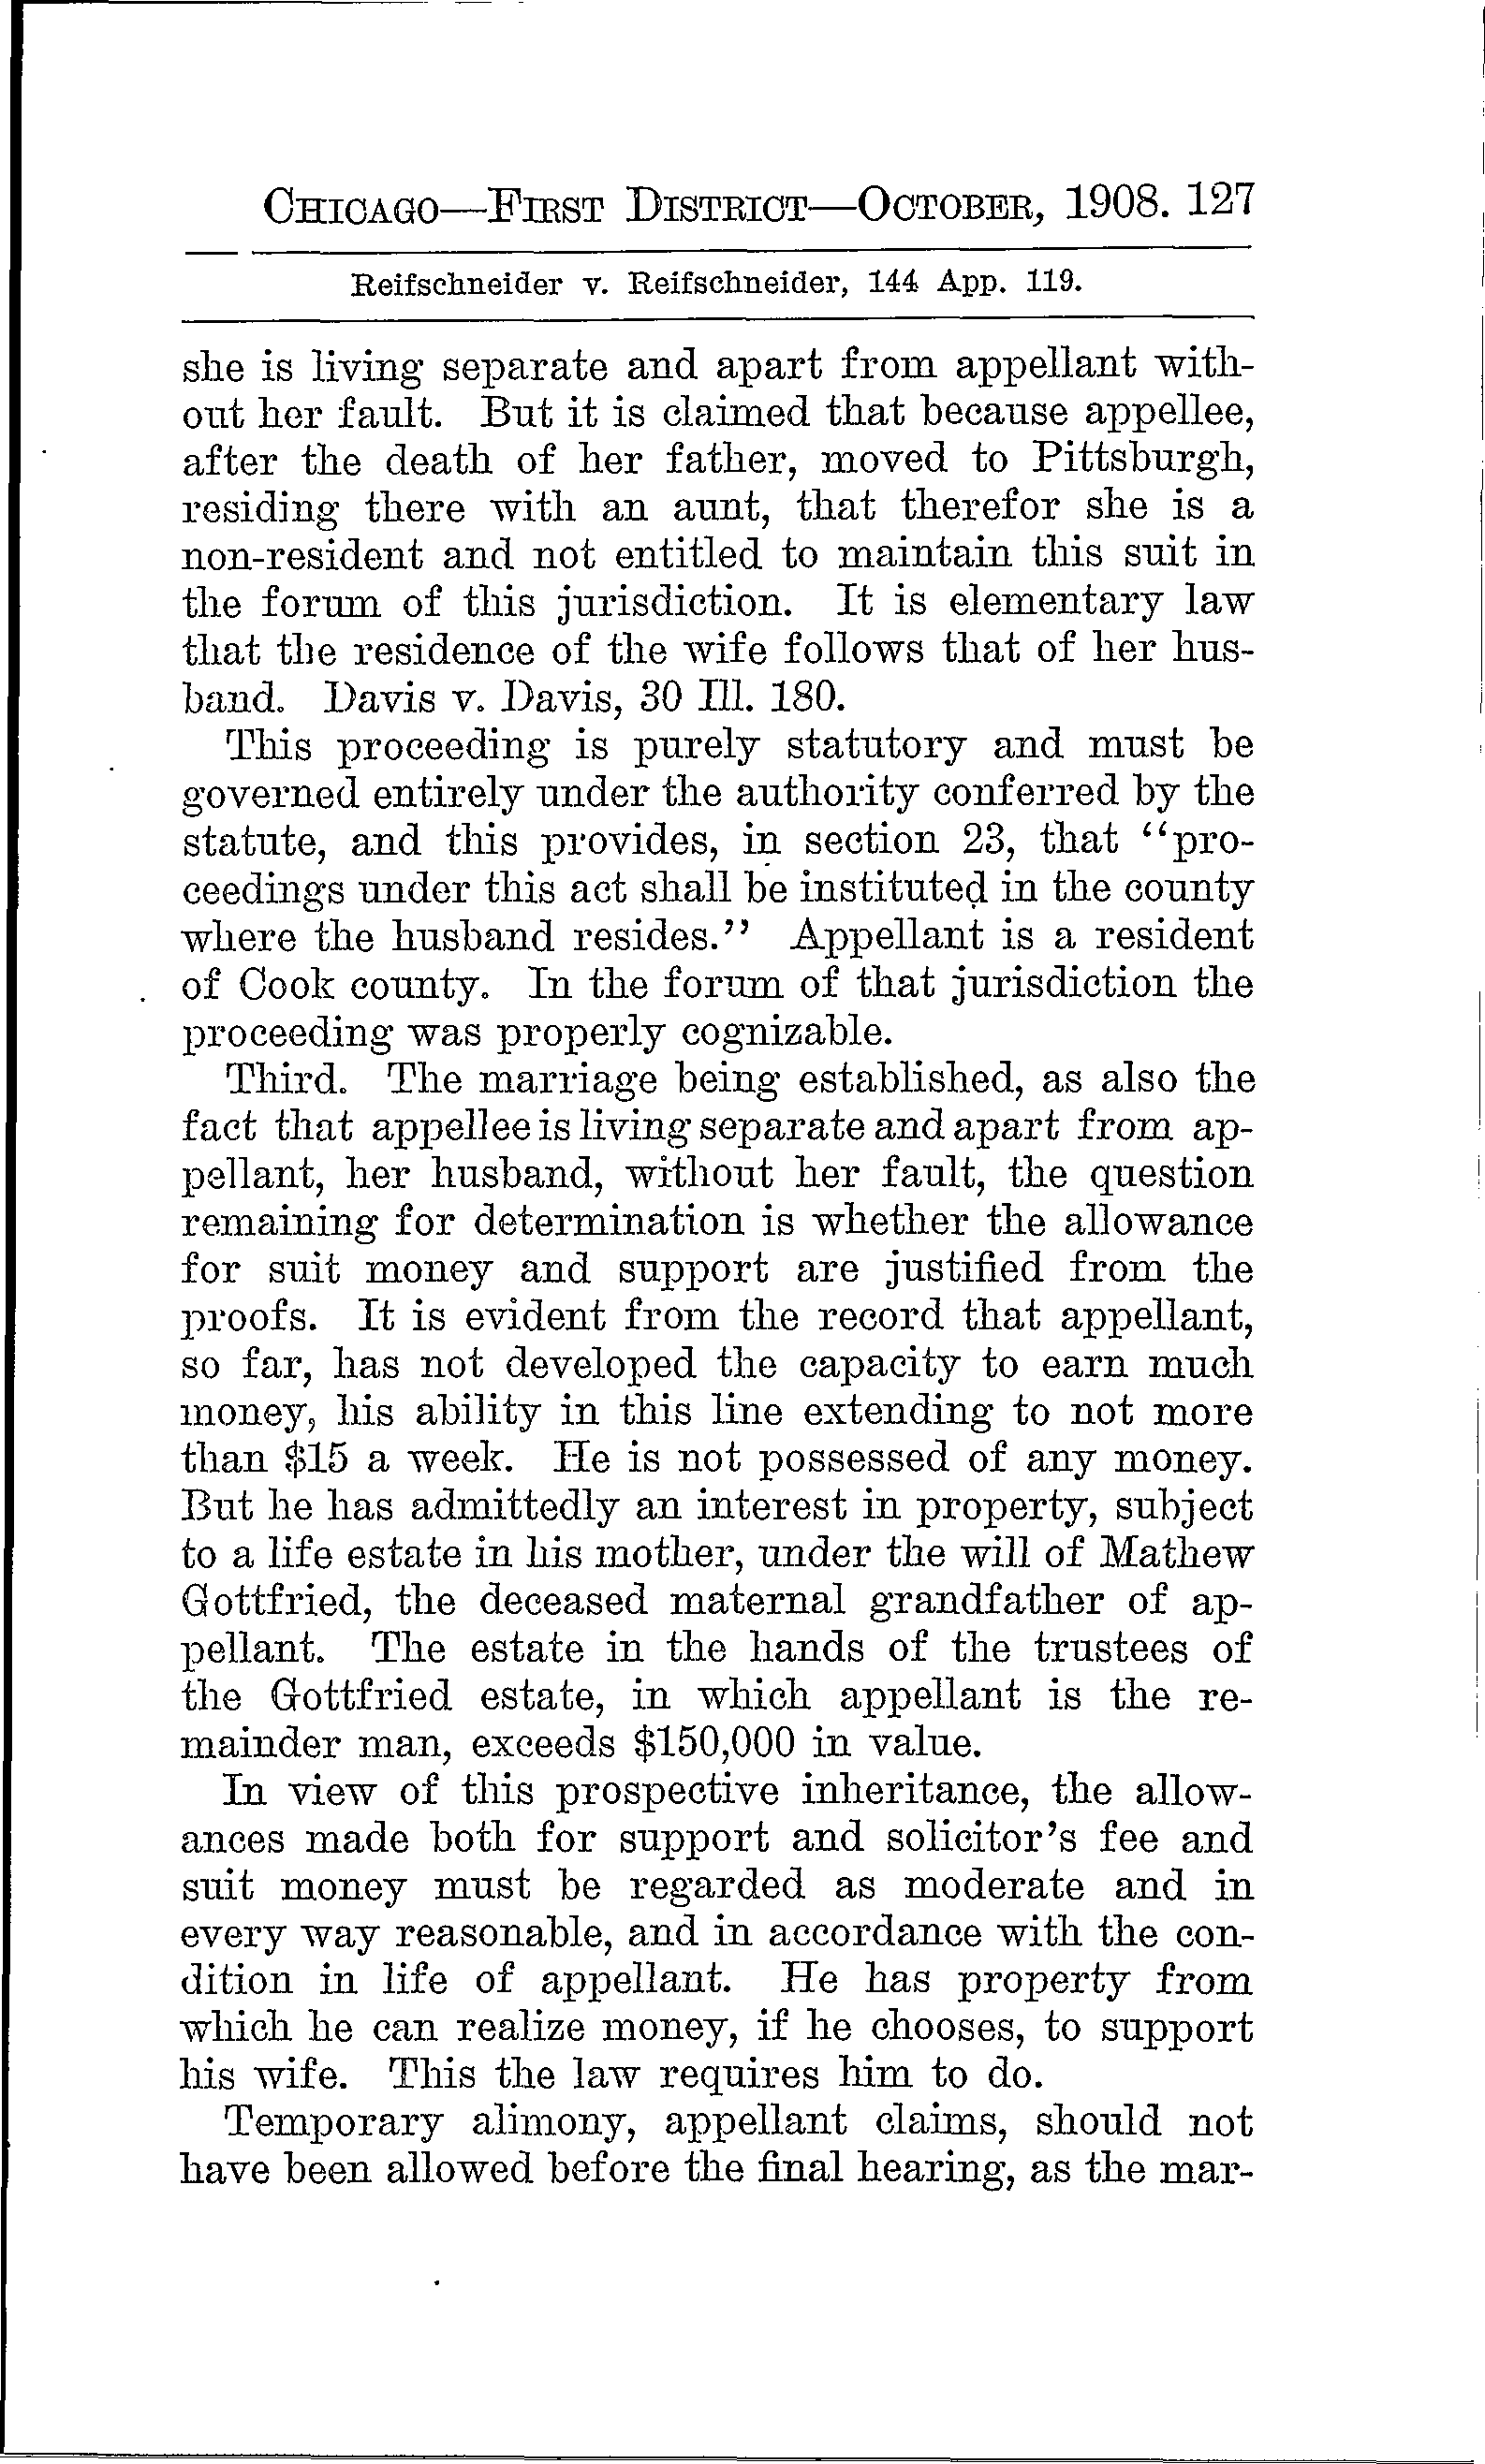 CHICAGO—FIRST DISTRICT—OCTOBER, 1908. 127
Reifschneider v. Reifschneider, 144 App. 119.
she is living separate and apart from appellant with-
out her fault. But it is claimed that because appellee,
after the death of her father, moved to Pittsburgh,
residing there with an aunt, that therefor she is a
non-resident and not entitled to maintain this suit in
the forum of this jurisdiction. It is elementary law
that the residence of the wife follows that of her hus-
band. Davis v. Davis, 30 Ill. 180.
This proceeding is purely statutory and must be
governed entirely under the authority conferred by the
statute, and this provides, in section 23, that "pro-
ceedings under this act shall be instituted in the county
where the husband resides." Appellant is a resident
of Cook county. In the forum of that jurisdiction the
proceeding was properly cognizable.
Third. The marriage being established, as also the
fact that appellee is living separate and apart from ap-
pellant, her husband, without her fault, the question
remaining for determination is whether the allowance
for suit money and support are justified from the
proofs. It is evident from the record that appellant,
so far, has not developed the capacity to earn much
money, his ability in this line extending to not more
than $15 a week. He is not possessed of any money.
But he has admittedly an interest in property, subject
to a life estate in his mother, under the will of Mathew
Gottfried, the deceased maternal grandfather of ap-
pellant. The estate in the hands of the trustees of
the Gottfried estate, in which appellant is the re-
mainder man, exceeds $150,000 in value.
In view of this prospective inheritance, the allow-
ances made both for support and solicitor's fee and
suit money must be regarded as moderate and in
every way reasonable, and in accordance with the con-
dition in life of appellant. He has property from
which he can realize money, if he chooses, to support
his wife. This the law requires him to do.
Temporary alimony, appellant claims, should not
have been allowed before the final hearing, as the mar-